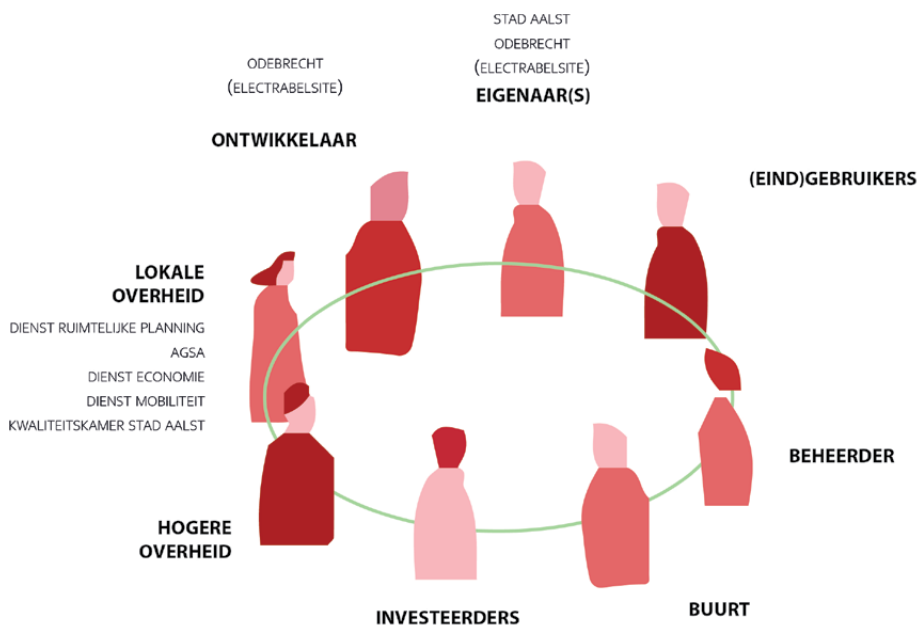 STAD AALST
ODEBRECHT
(ELECTRABELSITE)
EIGENAAR(S)
ODEBRECHT
(ELECTRABELSITE)
ONTWIKKELAAR
(EIND)GEBRUIKERS
LOKALE
OVERHEID
DIENST RUIMTELIJKE PLANNING
AGSA
DIENST ECONOMIE
DIENST MOBILITEIT
KWALITEITSKAMER STAD AALST
BEHEERDER
HOGERE
OVERHEID
INVESTEERDERS
BUURT